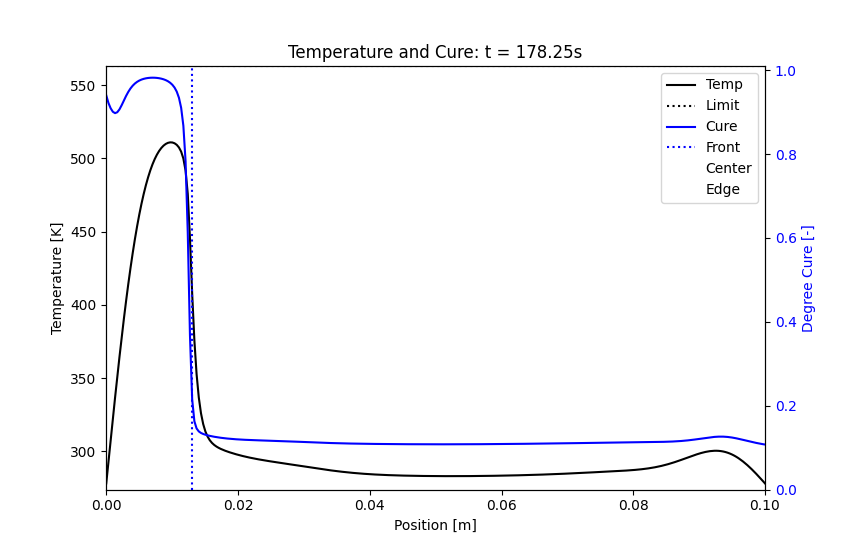 Temperature and Cure: t = 178.25s
Temperature [K]
550
500
450
400
350
300
Temp
Limit
Cure
Front
Center
Edge
1.0
0.8
0.6
0.4
0.2
0.0
Degree Cure [-]
0.00
0.02
0.04
0.06
0.08
0.10
Position [m]